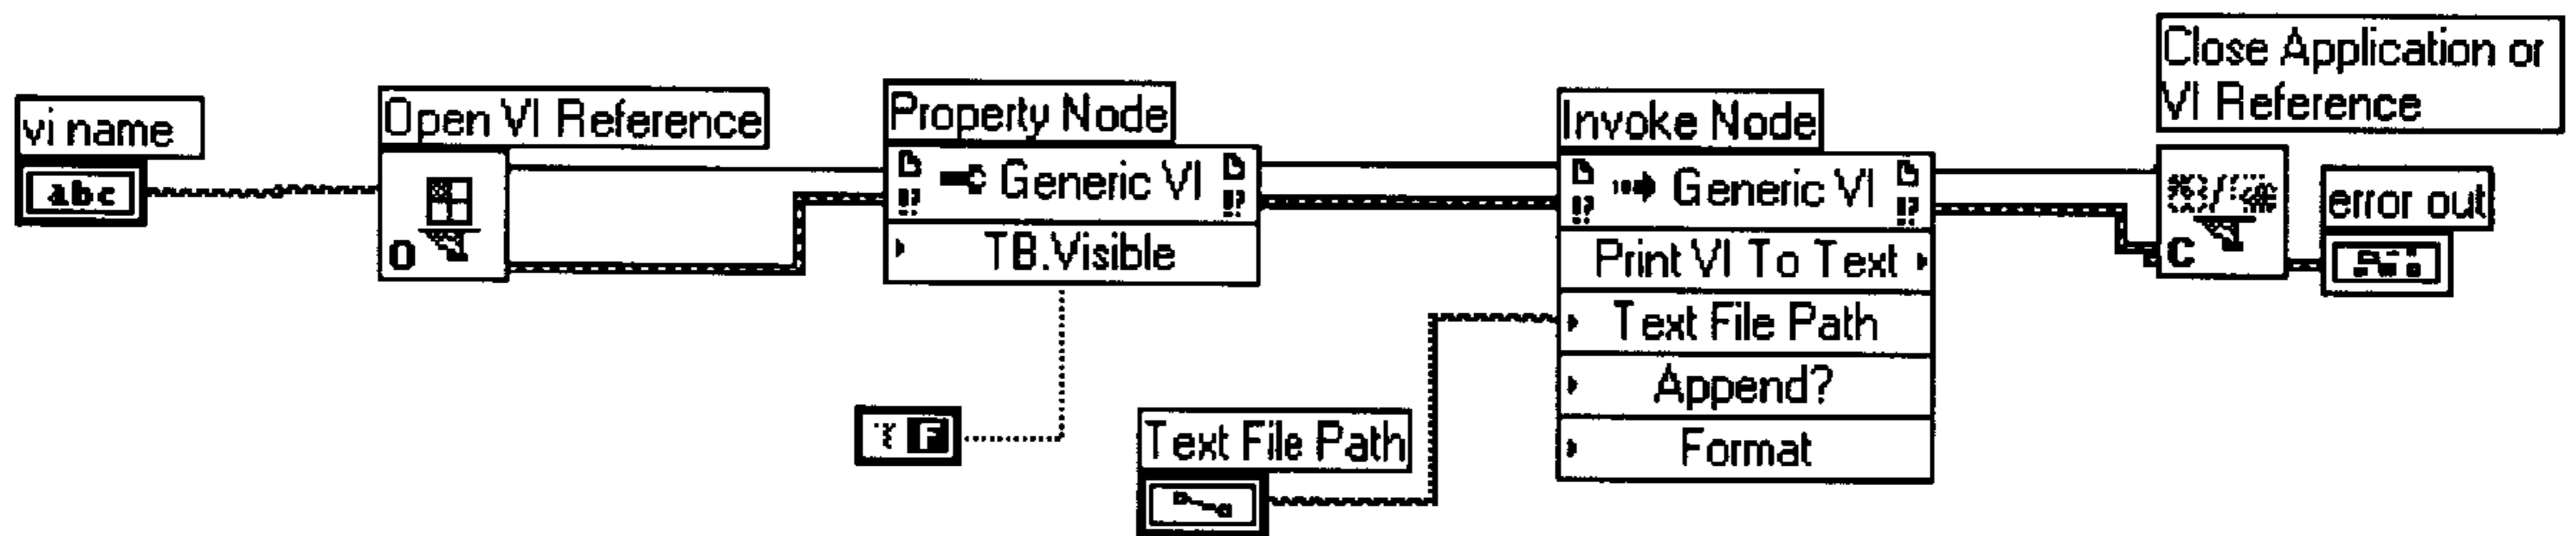 vi name
abc
Open VI Reference
O
Property Node
Generic VI
TB.Visible
T F
Text File Path
Invoke Node
Generic VI
Print VI To Text
Text File Path
Append?
Format
Close Application or
VI Reference
C
error out